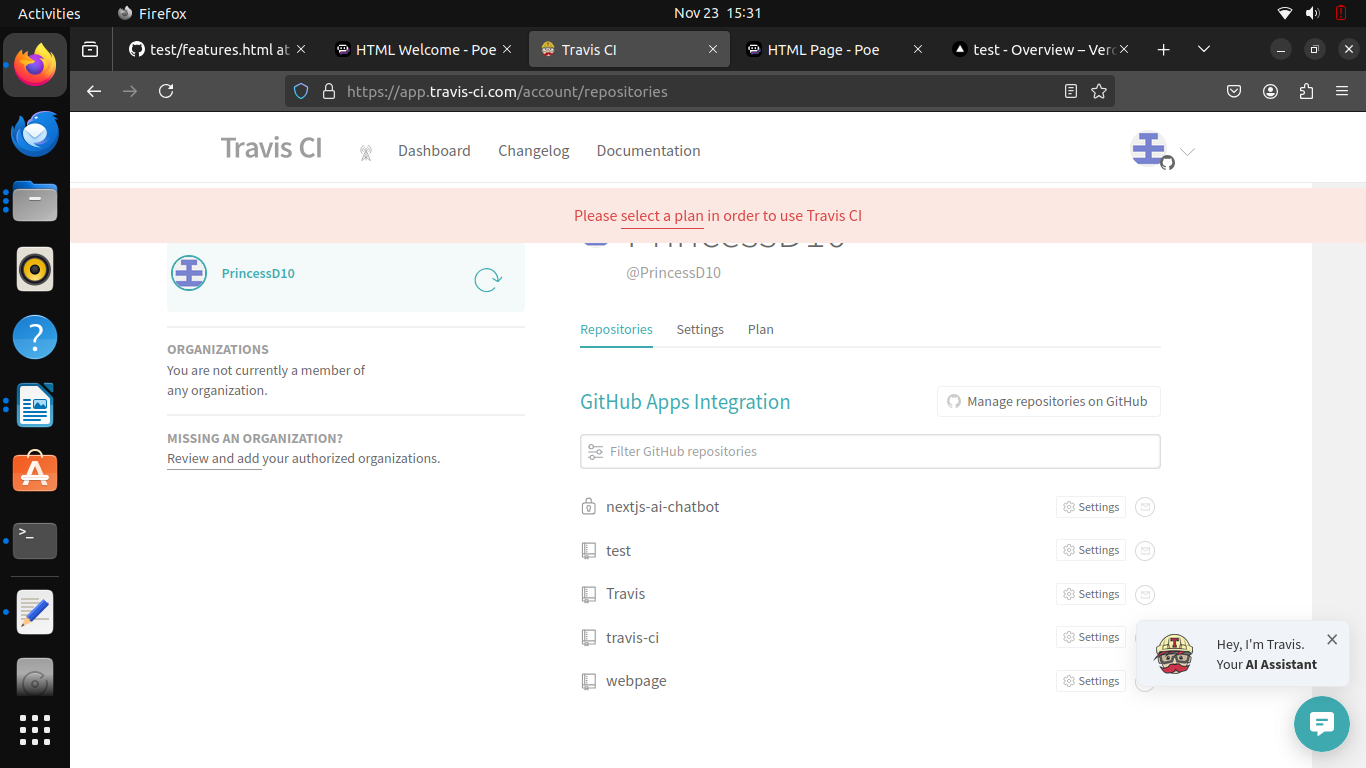 Activities
Firefox
Nov 23 15:31
test/features.html at
HTML Welcome - Poe
Travis CI
HTML Page - Poe
test - Overview – Verc
https://app.travis-ci.com/account/repositories
Travis CI
Dashboard
Changelog
Documentation
Please select a plan in order to use Travis CI
PrincessD10
PrincessD10
@PrincessD10
ORGANIZATIONS
You are not currently a member of
any organization.
MISSING AN ORGANIZATION?
Review and add your authorized organizations.
Repositories
Settings
Plan
GitHub Apps Integration
Manage repositories on GitHub
Filter GitHub repositories
nextjs-ai-chatbot
Settings
test
Settings
Travis
Settings
travis-ci
Settings
webpage
Settings
Hey, I'm Travis.
Your AI Assistant